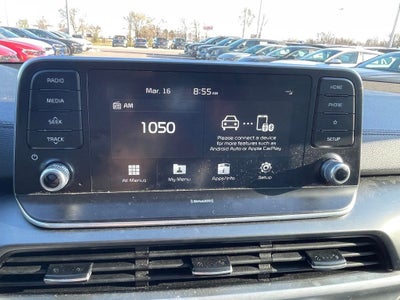 RADIO
MEDIA
SEEK
TRACK
Mar. 16
8:55 AM
AM
1050
Please connect a device
for more features such as
Android Auto or Apple CarPlay.
All Menus
My Menu
Apps/Info
Setup
HOME
PHONE
SETUP
SiriusXM